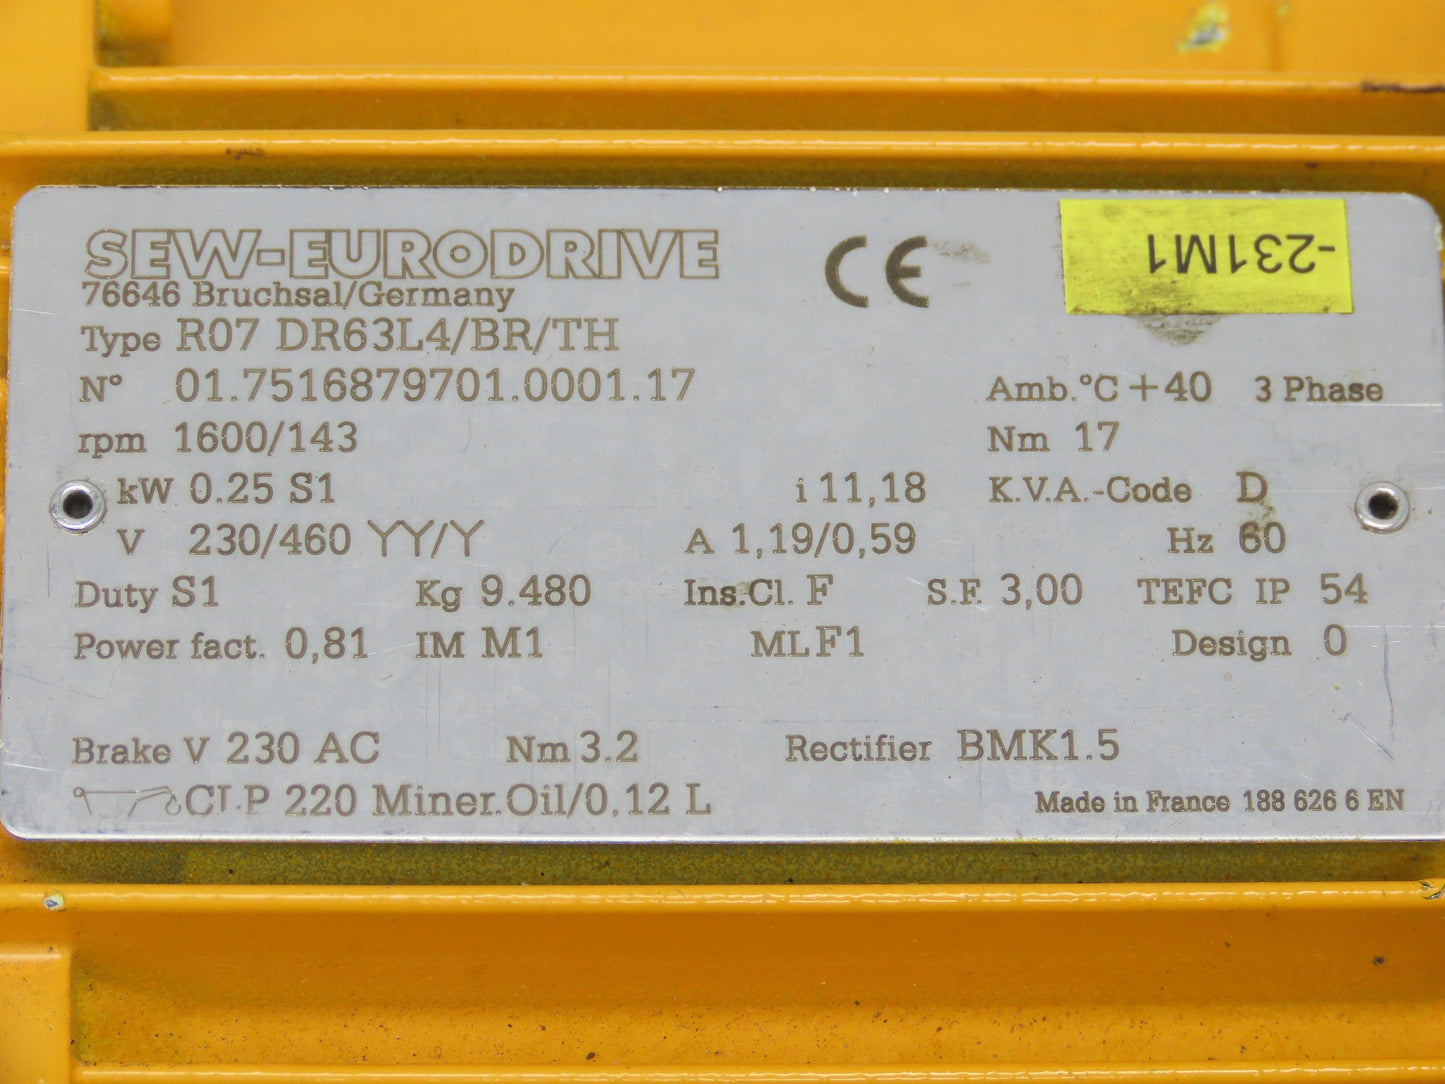 SEW-EURODRIVE
76646 Bruchsal/Germany
CE
-231M1
Type R07 DR63L4/BR/TH
N° 01.7516879701.0001.17 Amb.°C +40 3 Phase
rpm 1600/143 Nm 17
kW 0.25 S1 i 11,18 K.V.A.-Code D
V 230/460 YY/Y A 1,19/0,59 Hz 60
Duty S1 Kg 9.480 Ins.Cl. F S.F. 3,00 TEFC IP 54
Power fact. 0,81 IM M1 ML F1 Design 0
Brake V 230 AC Nm 3.2 Rectifier BMK1.5
CLP 220 Miner.Oil/0,12 L Made in France 188 626 6 EN